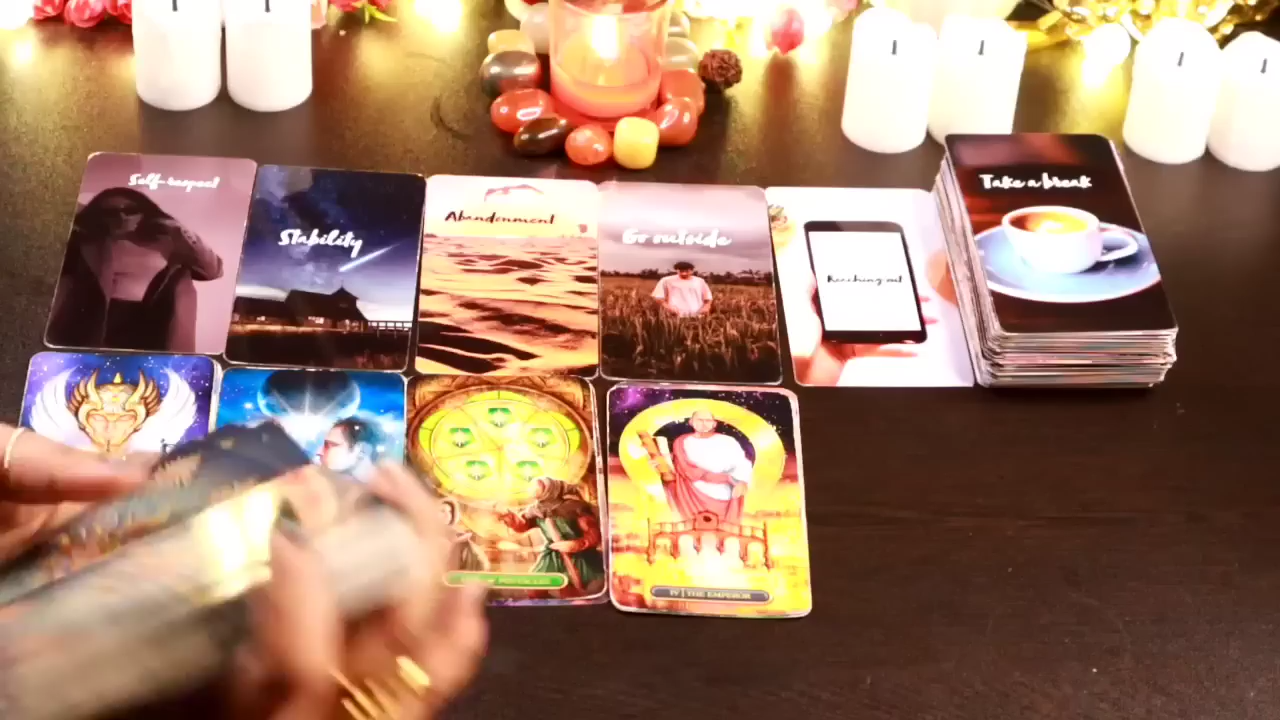 Self-respect
Stability
Abandonment
Go outside
Reaching out
Take a break
IV | THE EMPEROR